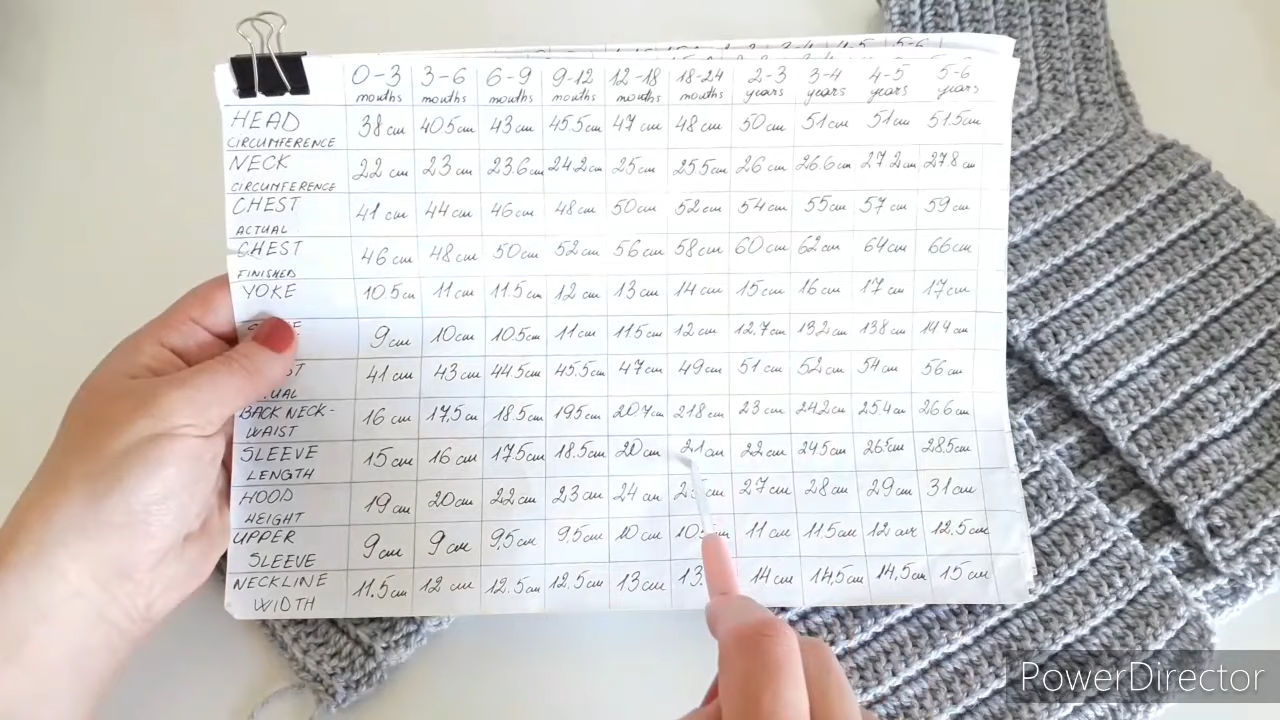 0-3 months 3-6 months 6-9 months 9-12 months 12-18 months 18-24 months 2-3 years 3-4 years 4-5 years 5-6 years
HEAD CIRCUMFERENCE 38 cm 40.5 cm 43 cm 45.5 cm 47 cm 48 cm 50 cm 51 cm 51 cm 51.5 cm
NECK CIRCUMFERENCE 22 cm 23 cm 23.6 cm 24.2 cm 25 cm 25.5 cm 26 cm 26.6 cm 27.2 cm 27.8 cm
CHEST ACTUAL 41 cm 44 cm 46 cm 48 cm 50 cm 52 cm 54 cm 55 cm 57 cm 59 cm
CHEST FINISHED 46 cm 48 cm 50 cm 52 cm 56 cm 58 cm 60 cm 62 cm 64 cm 66 cm
YOKE 10.5 cm 11 cm 11.5 cm 12 cm 13 cm 14 cm 15 cm 16 cm 17 cm 17 cm
9 cm 10 cm 10.5 cm 11 cm 11.5 cm 12 cm 12.7 cm 13.2 cm 13.8 cm 14.4 cm
41 cm 43 cm 44.5 cm 45.5 cm 47 cm 49 cm 51 cm 52 cm 54 cm 56 cm
BACK NECK-WAIST 16 cm 17.5 cm 18.5 cm 19.5 cm 20.7 cm 21.8 cm 23 cm 24.2 cm 25.4 cm 26.6 cm
SLEEVE LENGTH 15 cm 16 cm 17.5 cm 18.5 cm 20 cm 21 cm 22 cm 24.5 cm 26.5 cm 28.5 cm
HOOD HEIGHT 19 cm 20 cm 22 cm 23 cm 24 cm cm 27 cm 28 cm 29 cm 31 cm
UPPER SLEEVE 9 cm 9 cm 9.5 cm 9.5 cm 10 cm 11 cm 11.5 cm 12 cm 12.5 cm
NECKLINE WIDTH 11.5 cm 12 cm 12.5 cm 12.5 cm 13 cm 14 cm 14,5 cm 14,5 cm 15 cm
PowerDirector